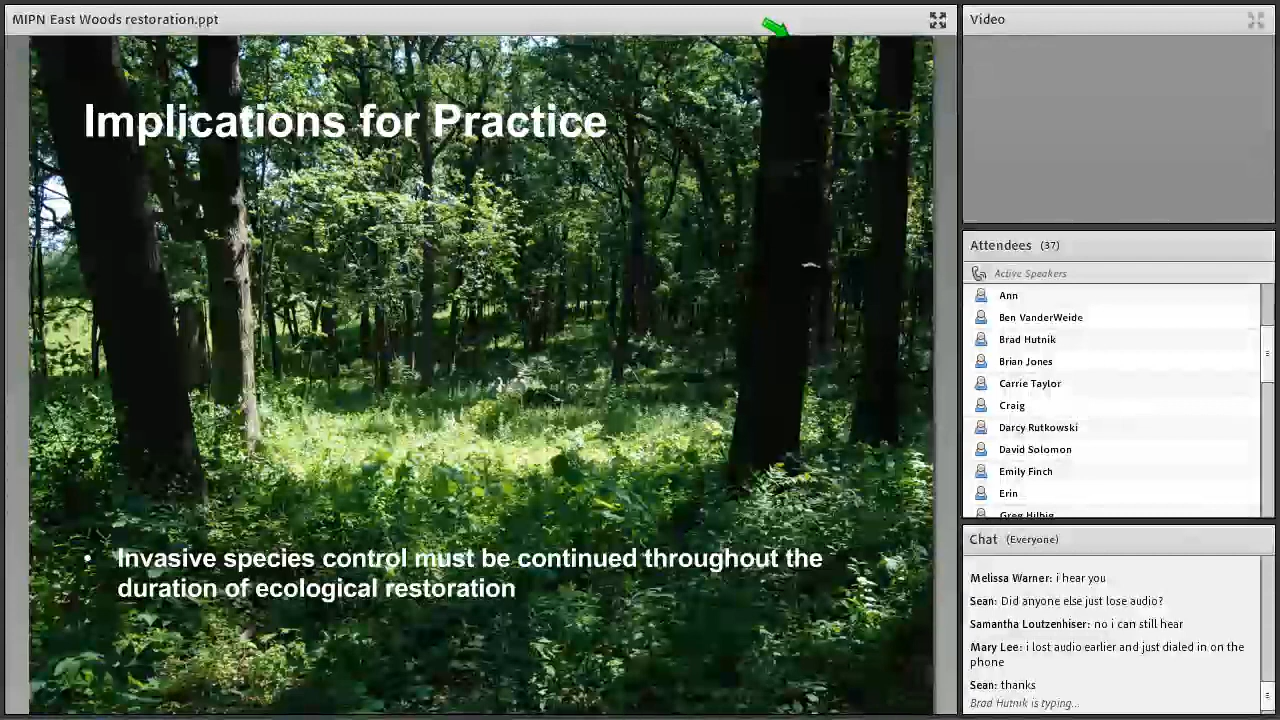 MIPN East Woods restoration.ppt
Implications for Practice
• Invasive species control must be continued throughout the
duration of ecological restoration
Video
Attendees (37)
Active Speakers
Ann
Ben VanderWeide
Brad Hutnik
Brian Jones
Carrie Taylor
Craig
Darcy Rutkowski
David Solomon
Emily Finch
Erin
Greg Hilbig
Chat (Everyone)
Melissa Warner: i hear you
Sean: Did anyone else just lose audio?
Samantha Loutzenhiser: no i can still hear
Mary Lee: i lost audio earlier and just dialed in on the
phone
Sean: thanks
Brad Hutnik is typing...